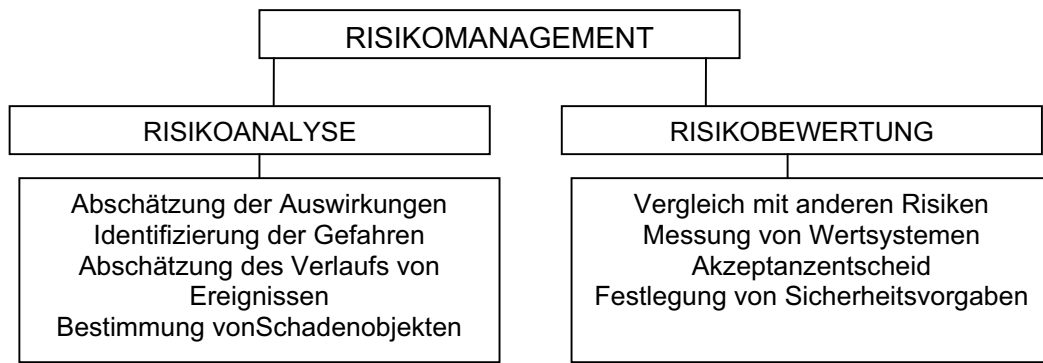 RISIKOMANAGEMENT
RISIKOANALYSE
Abschätzung der Auswirkungen
Identifizierung der Gefahren
Abschätzung des Verlaufs von
Ereignissen
Bestimmung vonSchadenobjekten
RISIKOBEWERTUNG
Vergleich mit anderen Risiken
Messung von Wertsystemen
Akzeptanzentscheid
Festlegung von Sicherheitsvorgaben